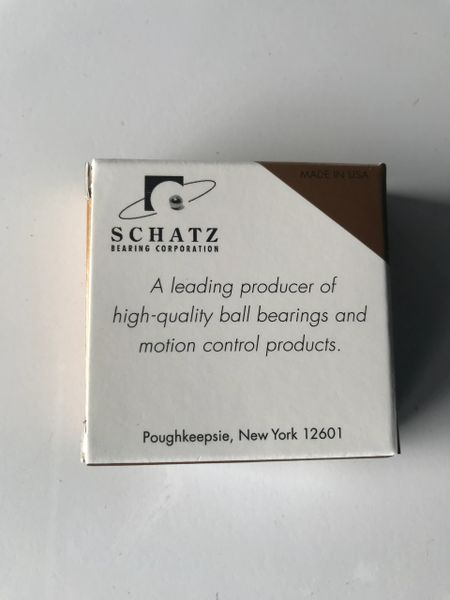 MADE IN USA
SCHATZ
BEARING CORPORATION
A leading producer of
high-quality ball bearings and
motion control products.
Poughkeepsie, New York 12601